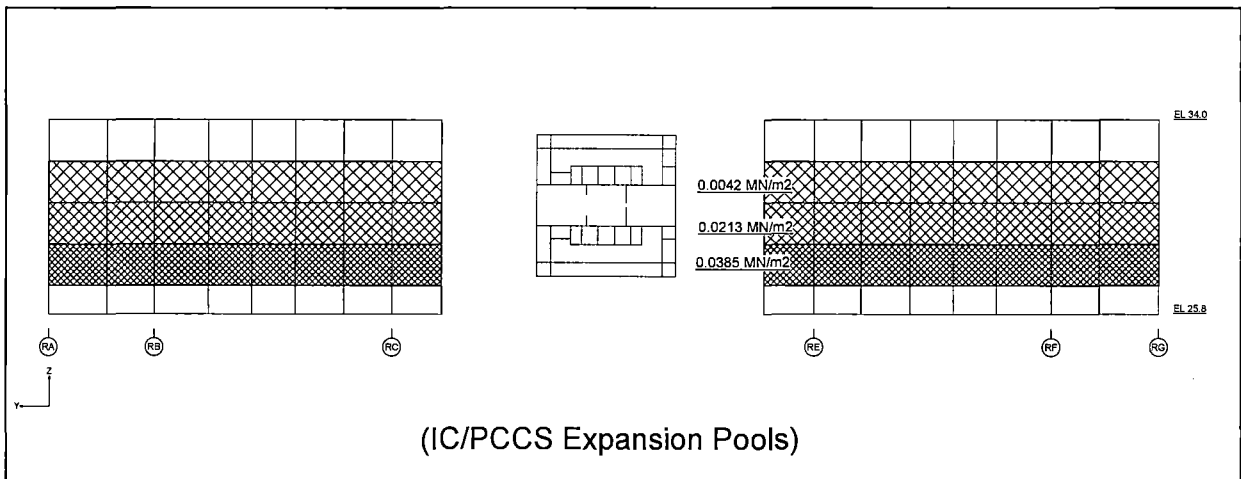 EL 34.0
0.0042 MN/m2
0.0213 MN/m2
0.0385 MN/m2
EL 25.8
RA RB RC RE RF RG
Z
Y
(IC/PCCS Expansion Pools)